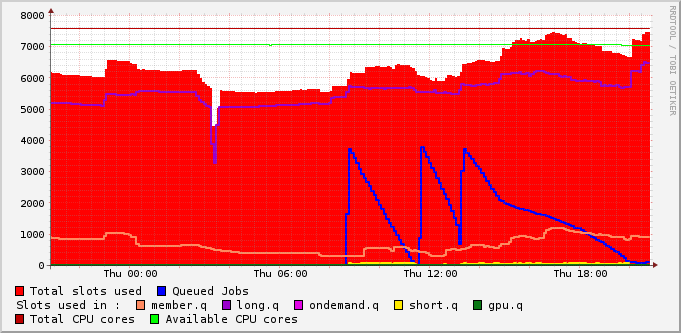 8000
7000
6000
5000
4000
3000
2000
1000
0
Thu 00:00 Thu 06:00 Thu 12:00 Thu 18:00
Total slots used Queued Jobs
Slots used in : member.q long.q ondemand.q short.q gpu.q
Total CPU cores Available CPU cores
RRDTOOL / TOBI OETIKER